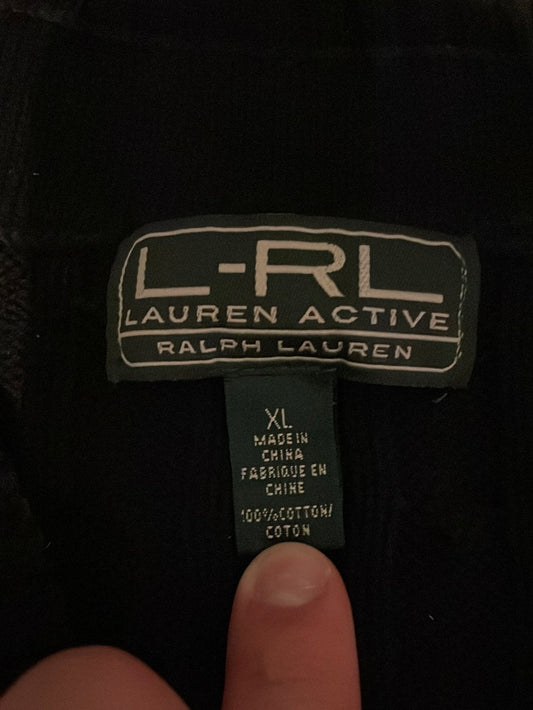 L-RL
LAUREN ACTIVE
RALPH LAUREN
XL
MADE IN
CHINA
FABRIQUE EN
CHINE
100%COTTON/
COTON